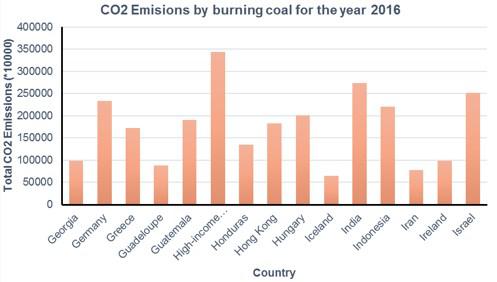 CO2 Emisions by burning coal for the year 2016
Total CO2 Emissions (*10000)
400000
350000
300000
250000
200000
150000
100000
50000
0
Georgia
Germany
Greece
Guadeloupe
Guatemala
High-income...
Honduras
Hong Kong
Hungary
Iceland
India
Indonesia
Iran
Ireland
Israel
Country